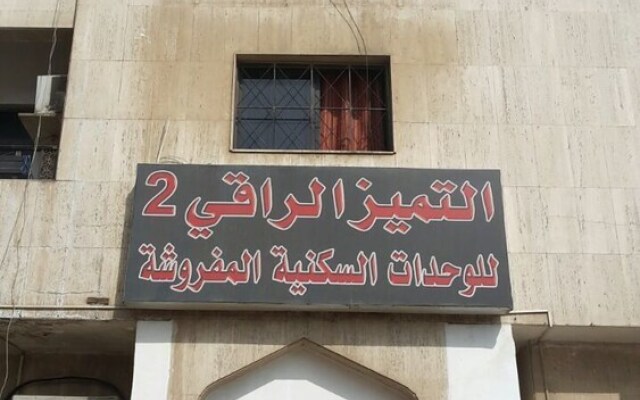 التميز الراقي 2
للوحدات السكنية المفروشة